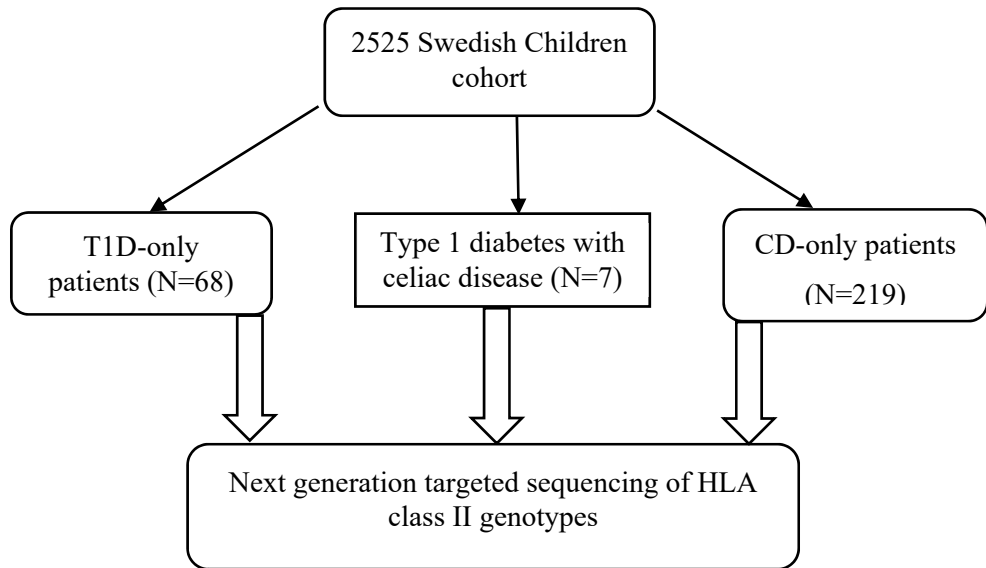 2525 Swedish Children
cohort
T1D-only
patients (N=68)
Type 1 diabetes with
celiac disease (N=7)
CD-only patients
(N=219)
Next generation targeted sequencing of HLA
class II genotypes